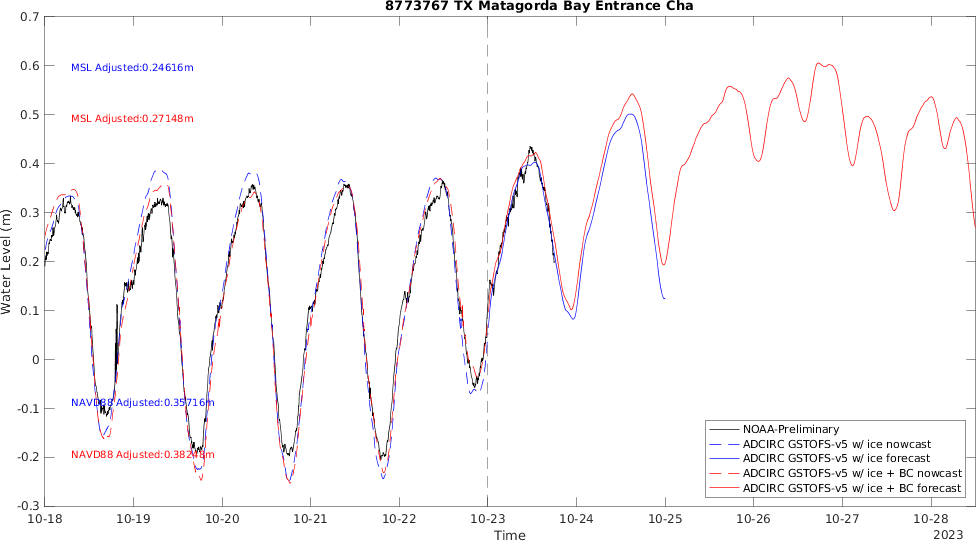 8773767 TX Matagorda Bay Entrance Cha
0.7
0.6
0.5
0.4
0.3
0.2
0.1
0
-0.1
-0.2
-0.3
Water Level (m)
MSL Adjusted:0.24616m
MSL Adjusted:0.27148m
NAVD88 Adjusted:0.35716m
NAVD88 Adjusted:0.38248m
NOAA-Preliminary
ADCIRC GSTOFS-v5 w/ ice nowcast
ADCIRC GSTOFS-v5 w/ ice forecast
ADCIRC GSTOFS-v5 w/ ice + BC nowcast
ADCIRC GSTOFS-v5 w/ ice + BC forecast
10-18 10-19 10-20 10-21 10-22 10-23 10-24 10-25 10-26 10-27 10-28
Time
2023